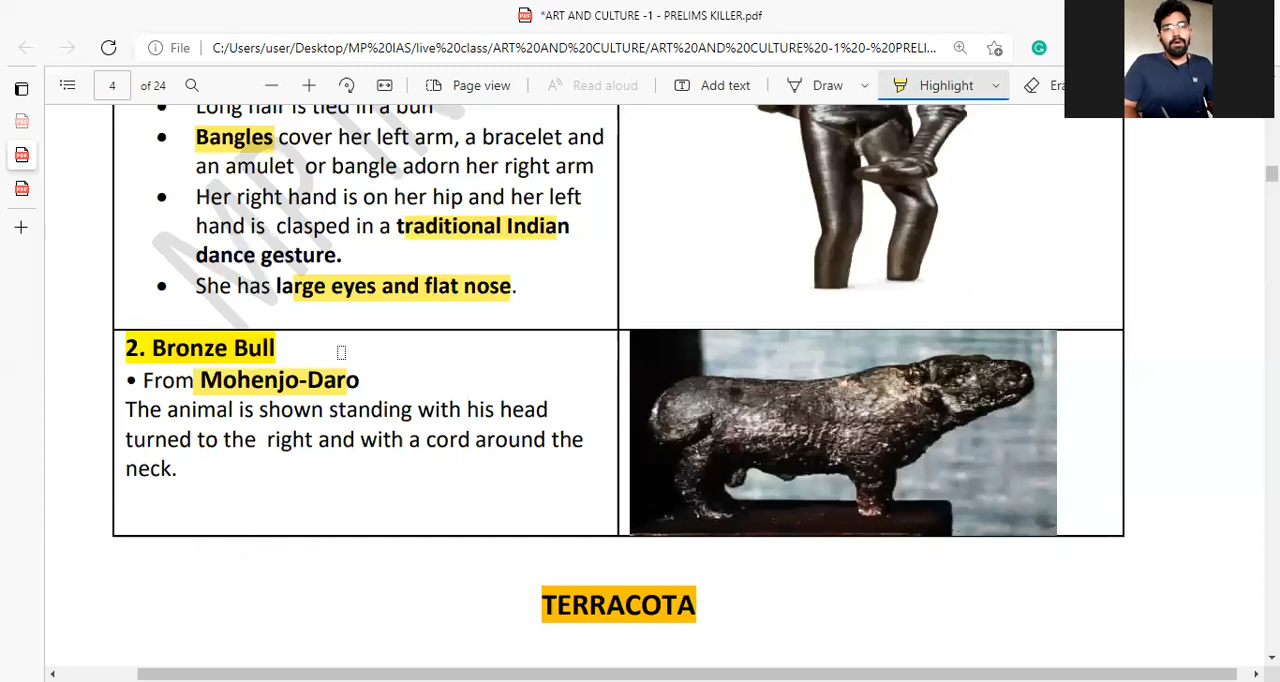 *ART AND CULTURE -1 - PRELIMS KILLER.pdf
File
C:/Users/user/Desktop/MP%20IAS/live%20class/ART%20AND%20CULTURE/ART%20AND%20CULTURE%20-1%20-%20PRELI...
4 of 24
Page view
Read aloud
Add text
Draw
Highlight
Era
Long hair is tied in a bun
• Bangles cover her left arm, a bracelet and
an amulet or bangle adorn her right arm
• Her right hand is on her hip and her left
hand is clasped in a traditional Indian
dance gesture.
• She has large eyes and flat nose.
2. Bronze Bull
• From Mohenjo-Daro
The animal is shown standing with his head
turned to the right and with a cord around the
neck.
TERRACOTA